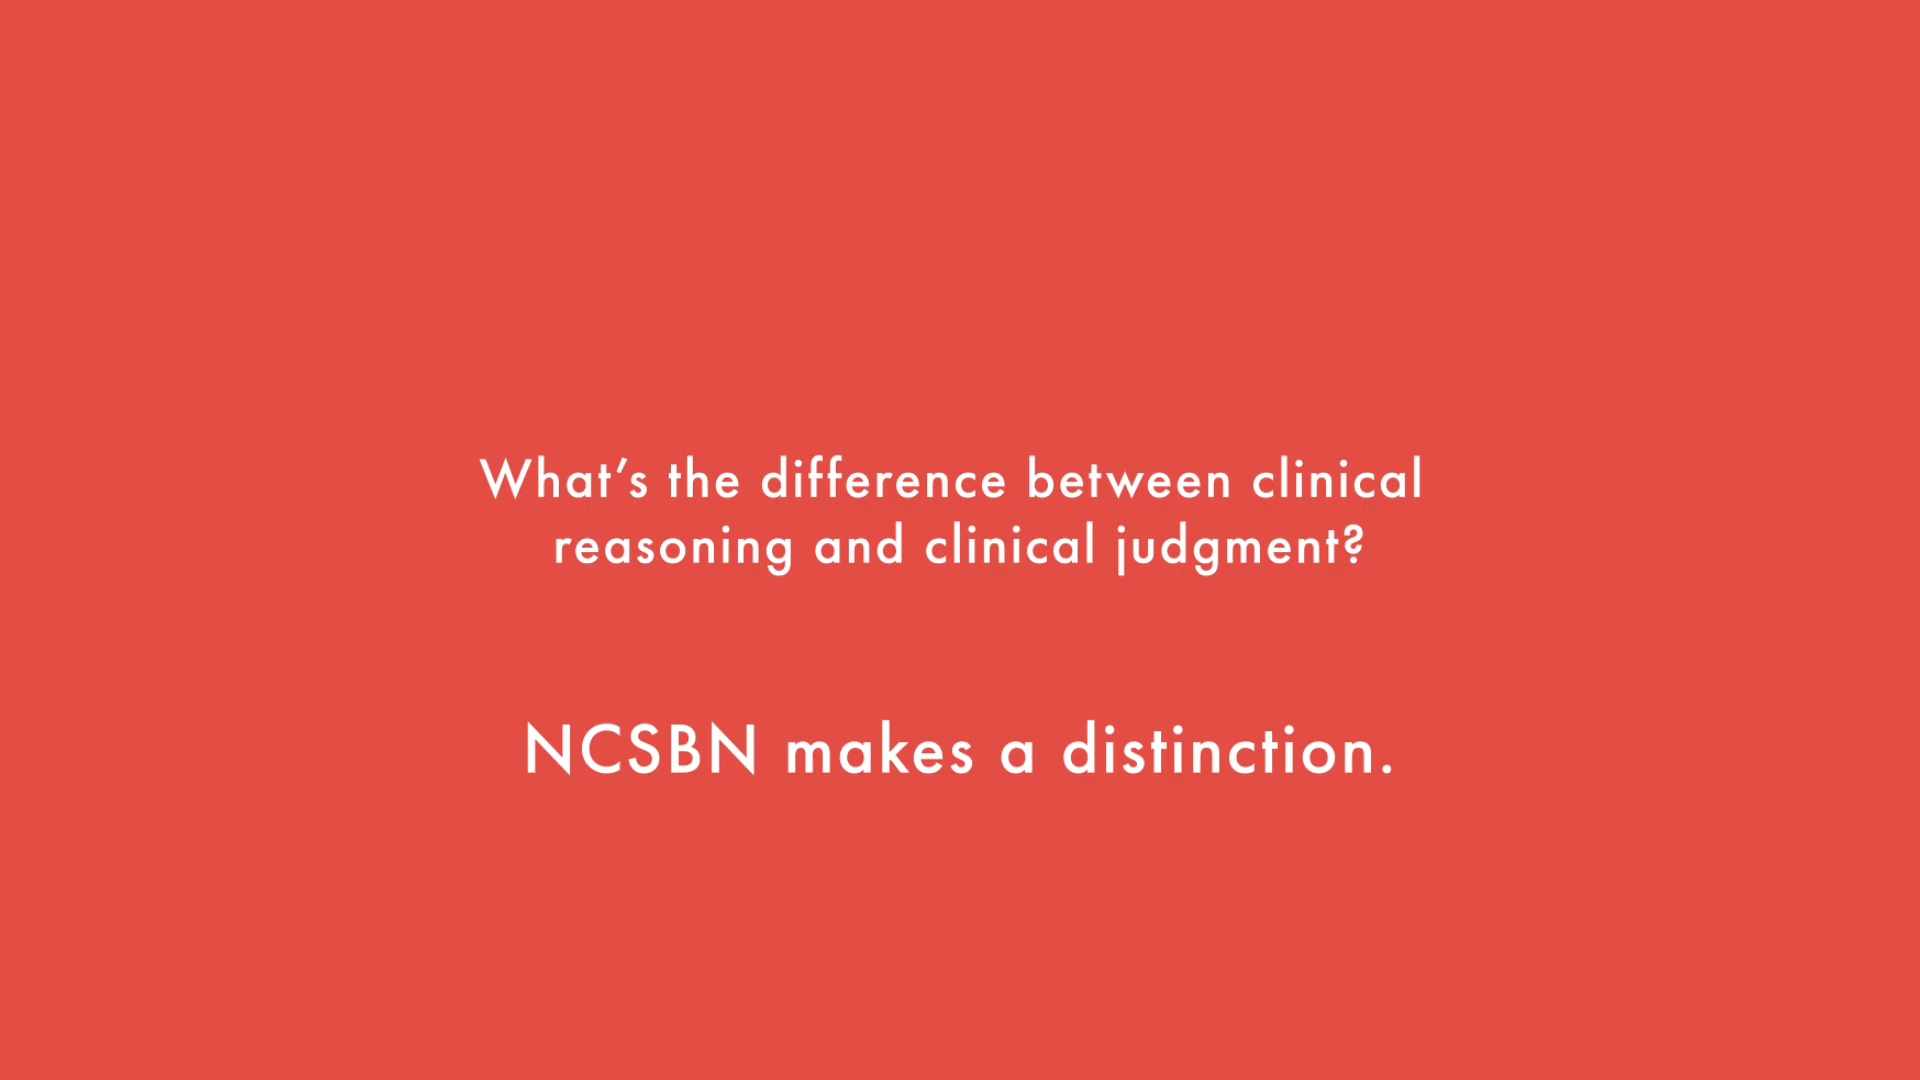 What’s the difference between clinical
reasoning and clinical judgment?
NCSBN makes a distinction.